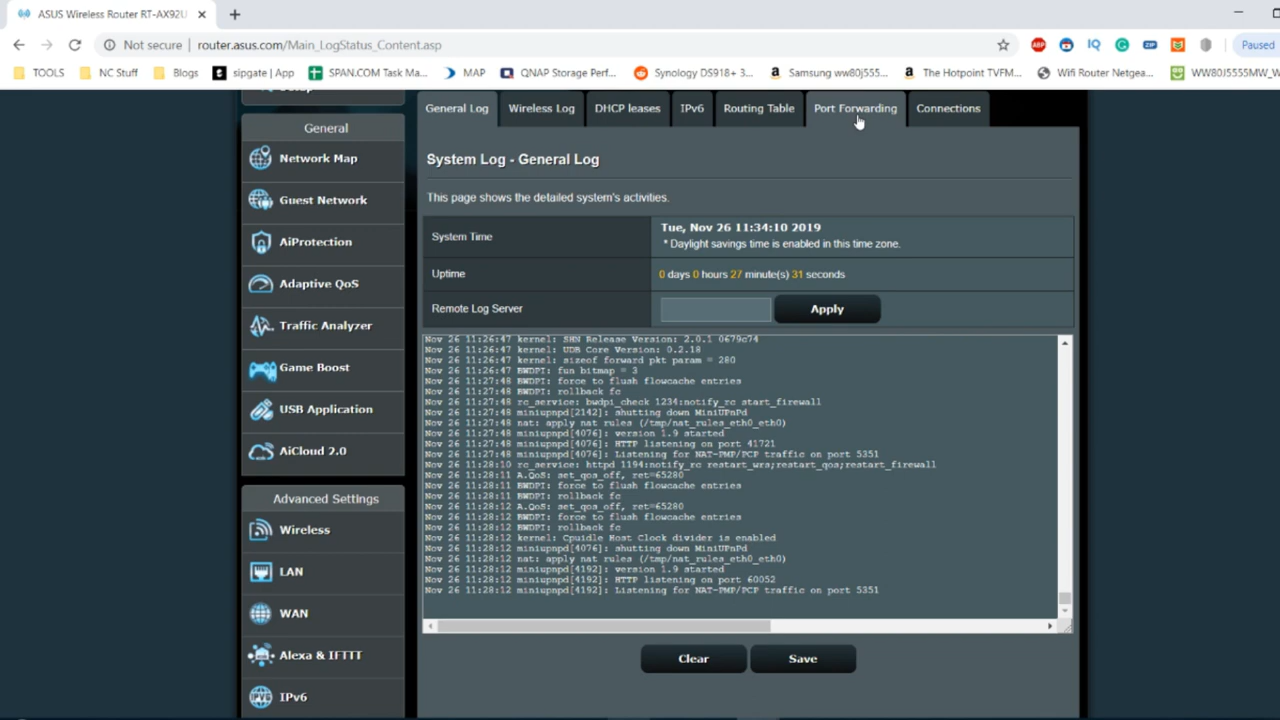 ASUS Wireless Router RT-AX92U
Not secure | router.asus.com/Main_LogStatus_Content.asp
ABP
IQ
ZIP
Paused
TOOLS NC Stuff Blogs sipgate | App SPAN.COM Task Ma... MAP QNAP Storage Perf... Synology DS918+ 3... Samsung ww80j555... The Hotpoint TVFM... Wifi Router Netgea... WW80J5555MW_W
General Log Wireless Log DHCP leases IPv6 Routing Table Port Forwarding Connections
General
Network Map
Guest Network
AiProtection
Adaptive QoS
Traffic Analyzer
Game Boost
USB Application
AiCloud 2.0
Advanced Settings
Wireless
LAN
WAN
Alexa & IFTTT
IPv6
System Log - General Log
This page shows the detailed system's activities.
System Time
Tue, Nov 26 11:34:10 2019
* Daylight savings time is enabled in this time zone.
Uptime
0 days 0 hours 27 minute(s) 31 seconds
Remote Log Server
Apply
Nov 26 11:26:47 kernel: SHN Release Version: 2.0.1 0679c74
Nov 26 11:26:47 kernel: UDB Core Version: 0.2.18
Nov 26 11:26:47 kernel: sizeof forward pkt param = 280
Nov 26 11:26:47 BWDPI: fun bitmap = 3
Nov 26 11:27:48 BWDPI: force to flush flowcache entries
Nov 26 11:27:48 BWDPI: rollback fc
Nov 26 11:27:48 rc_service: bwdpi_check 1234:notify_rc start_firewall
Nov 26 11:27:48 miniupnpd[2142]: shutting down MiniUPnPd
Nov 26 11:27:48 nat: apply nat rules (/tmp/nat_rules_eth0_eth0)
Nov 26 11:27:48 miniupnpd[4076]: version 1.9 started
Nov 26 11:27:48 miniupnpd[4076]: HTTP listening on port 41721
Nov 26 11:27:48 miniupnpd[4076]: Listening for NAT-PMP/PCP traffic on port 5351
Nov 26 11:28:10 rc_service: httpd 1194:notify_rc restart_wrs;restart_qos;restart_firewall
Nov 26 11:28:11 A.QoS: set_qos_off, ret=65280
Nov 26 11:28:11 BWDPI: force to flush flowcache entries
Nov 26 11:28:11 BWDPI: rollback fc
Nov 26 11:28:12 A.QoS: set_qos_off, ret=65280
Nov 26 11:28:12 BWDPI: force to flush flowcache entries
Nov 26 11:28:12 BWDPI: rollback fc
Nov 26 11:28:12 kernel: Cpuidle Host Clock divider is enabled
Nov 26 11:28:12 miniupnpd[4076]: shutting down MiniUPnPd
Nov 26 11:28:12 nat: apply nat rules (/tmp/nat_rules_eth0_eth0)
Nov 26 11:28:12 miniupnpd[4192]: version 1.9 started
Nov 26 11:28:12 miniupnpd[4192]: HTTP listening on port 60052
Nov 26 11:28:12 miniupnpd[4192]: Listening for NAT-PMP/PCP traffic on port 5351
Clear Save